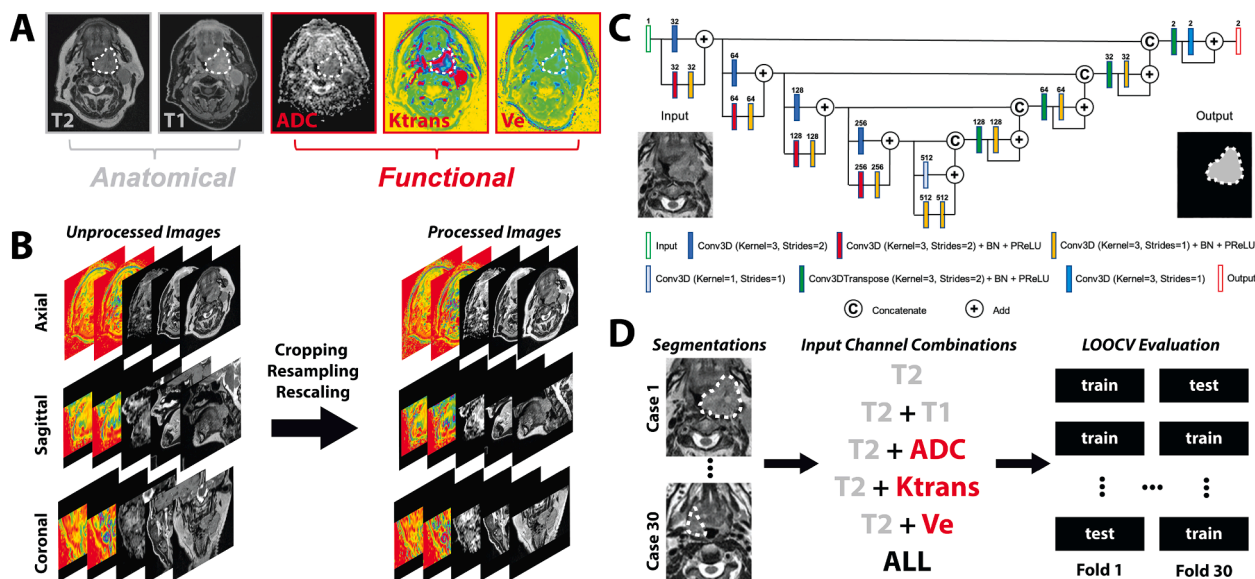 A
T2
T1
ADC
Ktrans
Ve
Anatomical
Functional
B
Unprocessed Images
Processed Images
Axial
Sagittal
Coronal
Cropping
Resampling
Rescaling
C
1
32
32
32
64
64
64
128
128
128
256
256
256
512
512
512
128
128
64
64
32
32
2
2
2
Input
Output
Input
Conv3D (Kernel=3, Strides=2)
Conv3D (Kernel=3, Strides=2) + BN + PReLU
Conv3D (Kernel=3, Strides=1) + BN + PReLU
Conv3D (Kernel=1, Strides=1)
Conv3DTranspose (Kernel=3, Strides=2) + BN + PReLU
Conv3D (Kernel=3, Strides=1)
Output
C Concatenate
+ Add
D
Segmentations
Input Channel Combinations
LOOCV Evaluation
Case 1
Case 30
T2
T2 + T1
T2 + ADC
T2 + Ktrans
T2 + Ve
ALL
train test
train train
test train
Fold 1 Fold 30